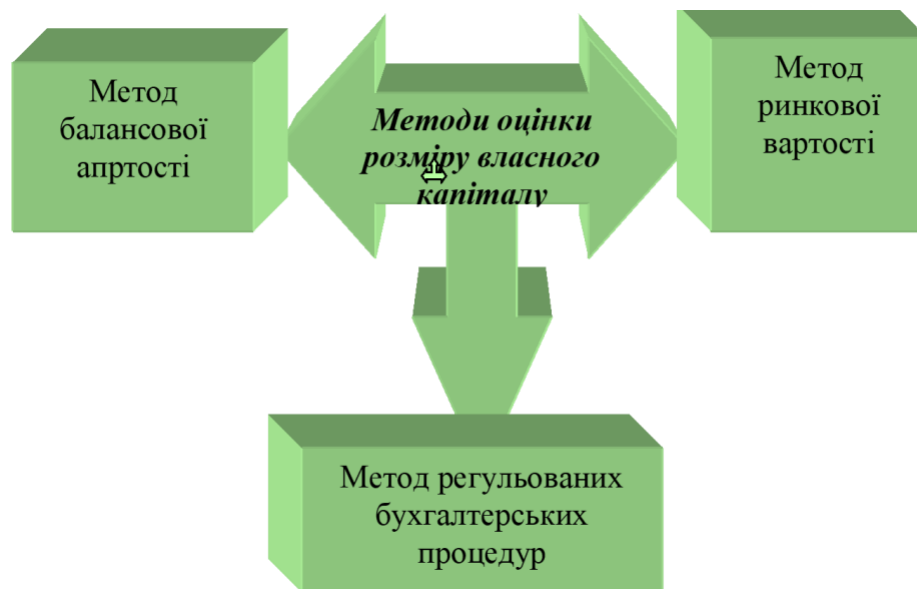 Метод
балансової
апртості
Методи оцінки
розміру власного
капіталу
Метод
ринкової
вартості
Метод регульованих
бухгалтерських
процедур